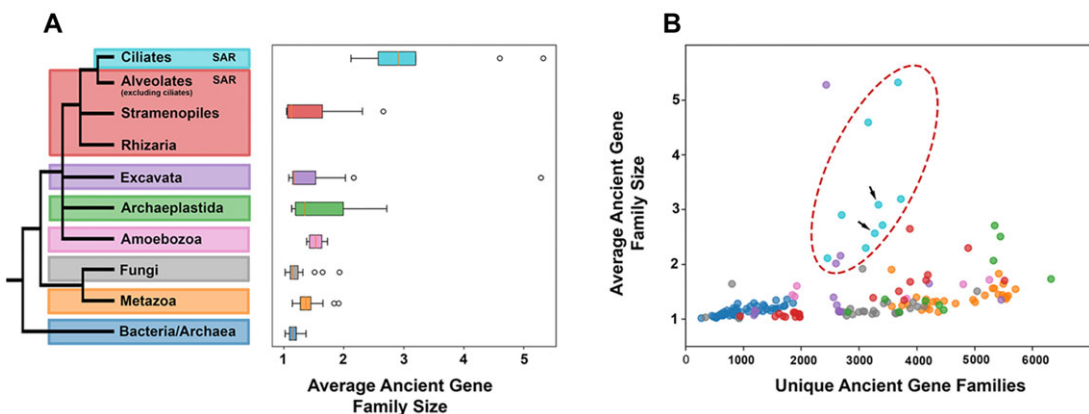 A
Ciliates SAR
Alveolates SAR
(excluding ciliates)
Stramenopiles
Rhizaria
Excavata
Archaeplastida
Amoebozoa
Fungi
Metazoa
Bacteria/Archaea
1 2 3 4 5
Average Ancient Gene
Family Size
B
Average Ancient Gene
Family Size
5
4
3
2
1
0 1000 2000 3000 4000 5000 6000
Unique Ancient Gene Families